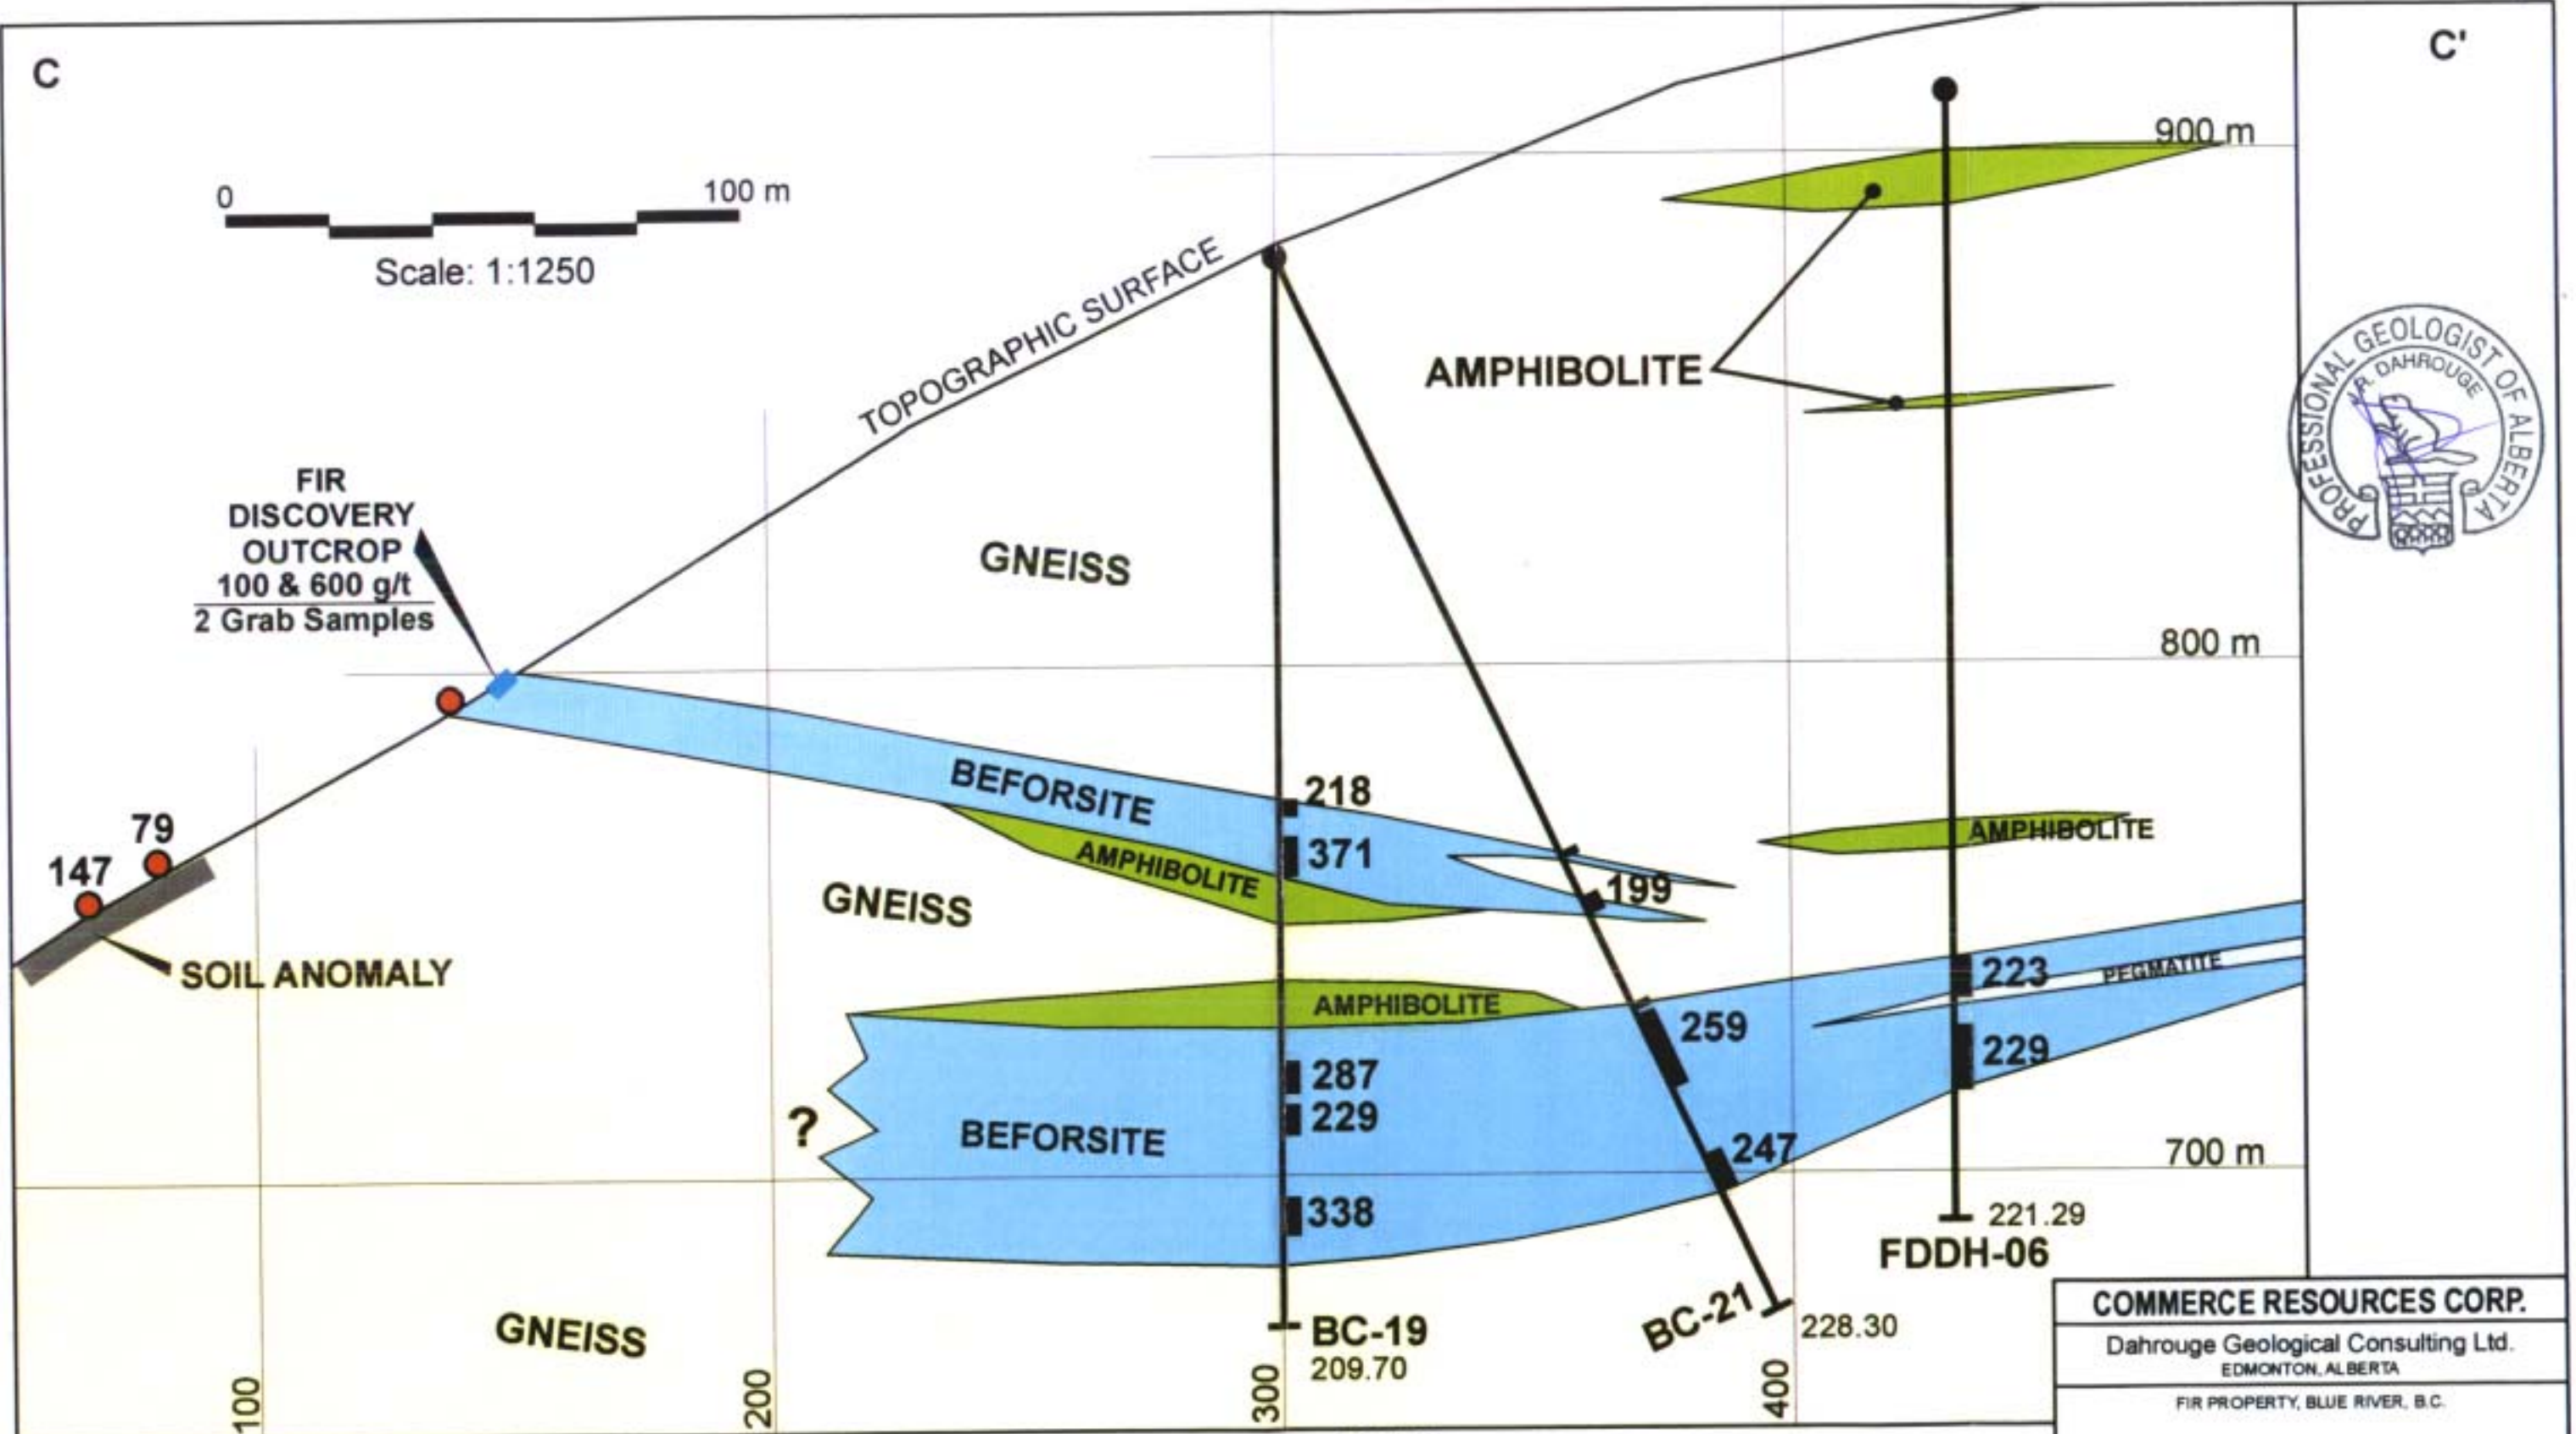 C
C'
0
100 m
Scale: 1:1250
TOPOGRAPHIC SURFACE
900 m
AMPHIBOLITE
PROFESSIONAL GEOLOGIST OF ALBERTA
DAHROUGE
FIR
DISCOVERY
OUTCROP
100 & 600 g/t
2 Grab Samples
GNEISS
800 m
BEFORSITE
218
371
AMPHIBOLITE
199
AMPHIBOLITE
79
147
SOIL ANOMALY
GNEISS
AMPHIBOLITE
223
PEGMATITE
259
229
287
229
?
BEFORSITE
247
700 m
338
221.29
FDDH-06
GNEISS
BC-19
209.70
BC-21
228.30
100
200
300
400
COMMERCE RESOURCES CORP.
Dahrouge Geological Consulting Ltd.
EDMONTON, ALBERTA
FIR PROPERTY, BLUE RIVER, B.C.